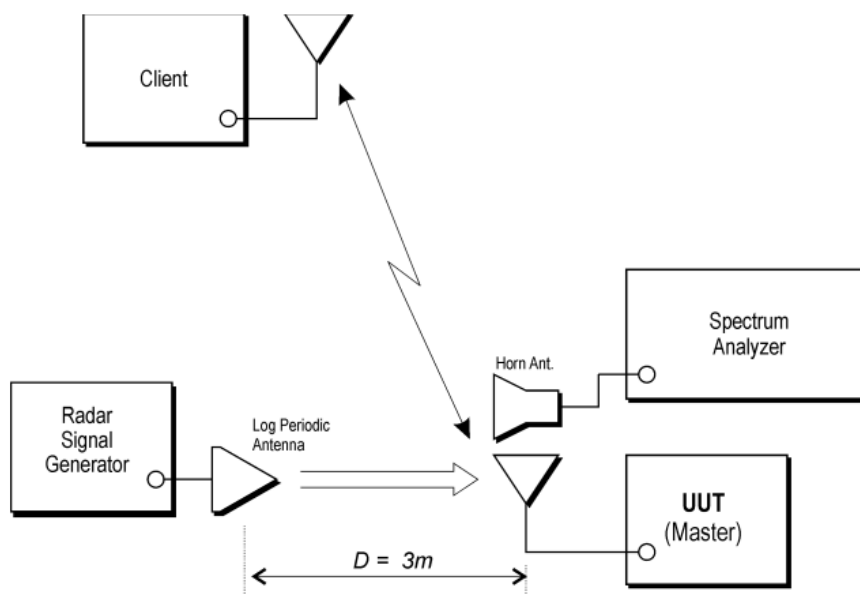 Client
Spectrum
Analyzer
Horn Ant.
Radar
Signal
Generator
Log Periodic
Antenna
UUT
(Master)
D = 3m